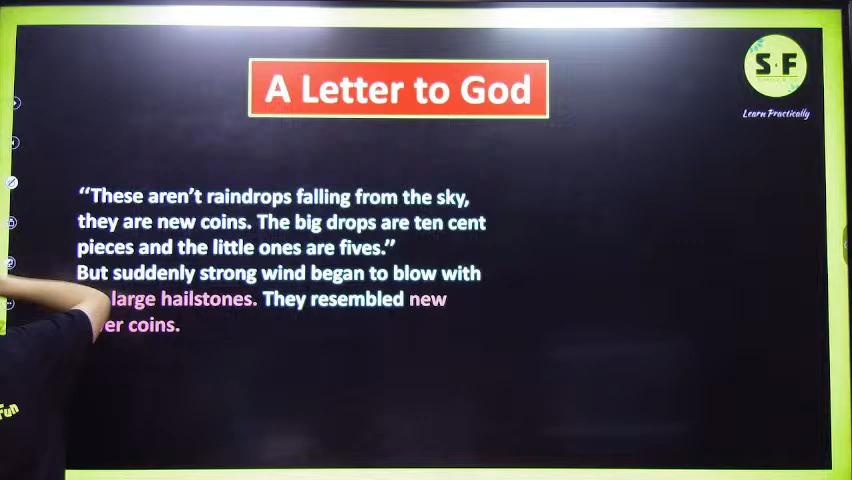 A Letter to God
S F
Learn Practically
“These aren’t raindrops falling from the sky,
they are new coins. The big drops are ten cent
pieces and the little ones are fives.”
But suddenly strong wind began to blow with
large hailstones. They resembled new
coins.
Fun